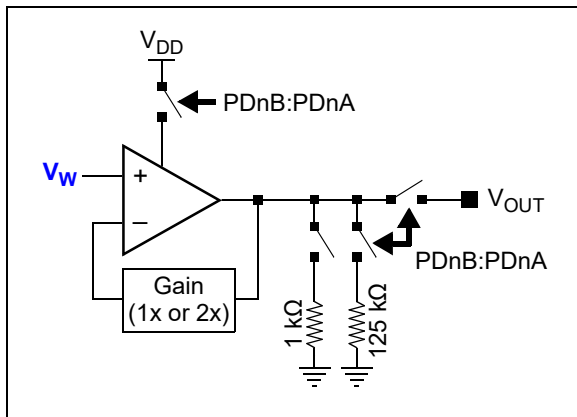 VDD
PDnB:PDnA
VW
+
–
VOUT
PDnB:PDnA
Gain
(1x or 2x)
1 kΩ
125 kΩ